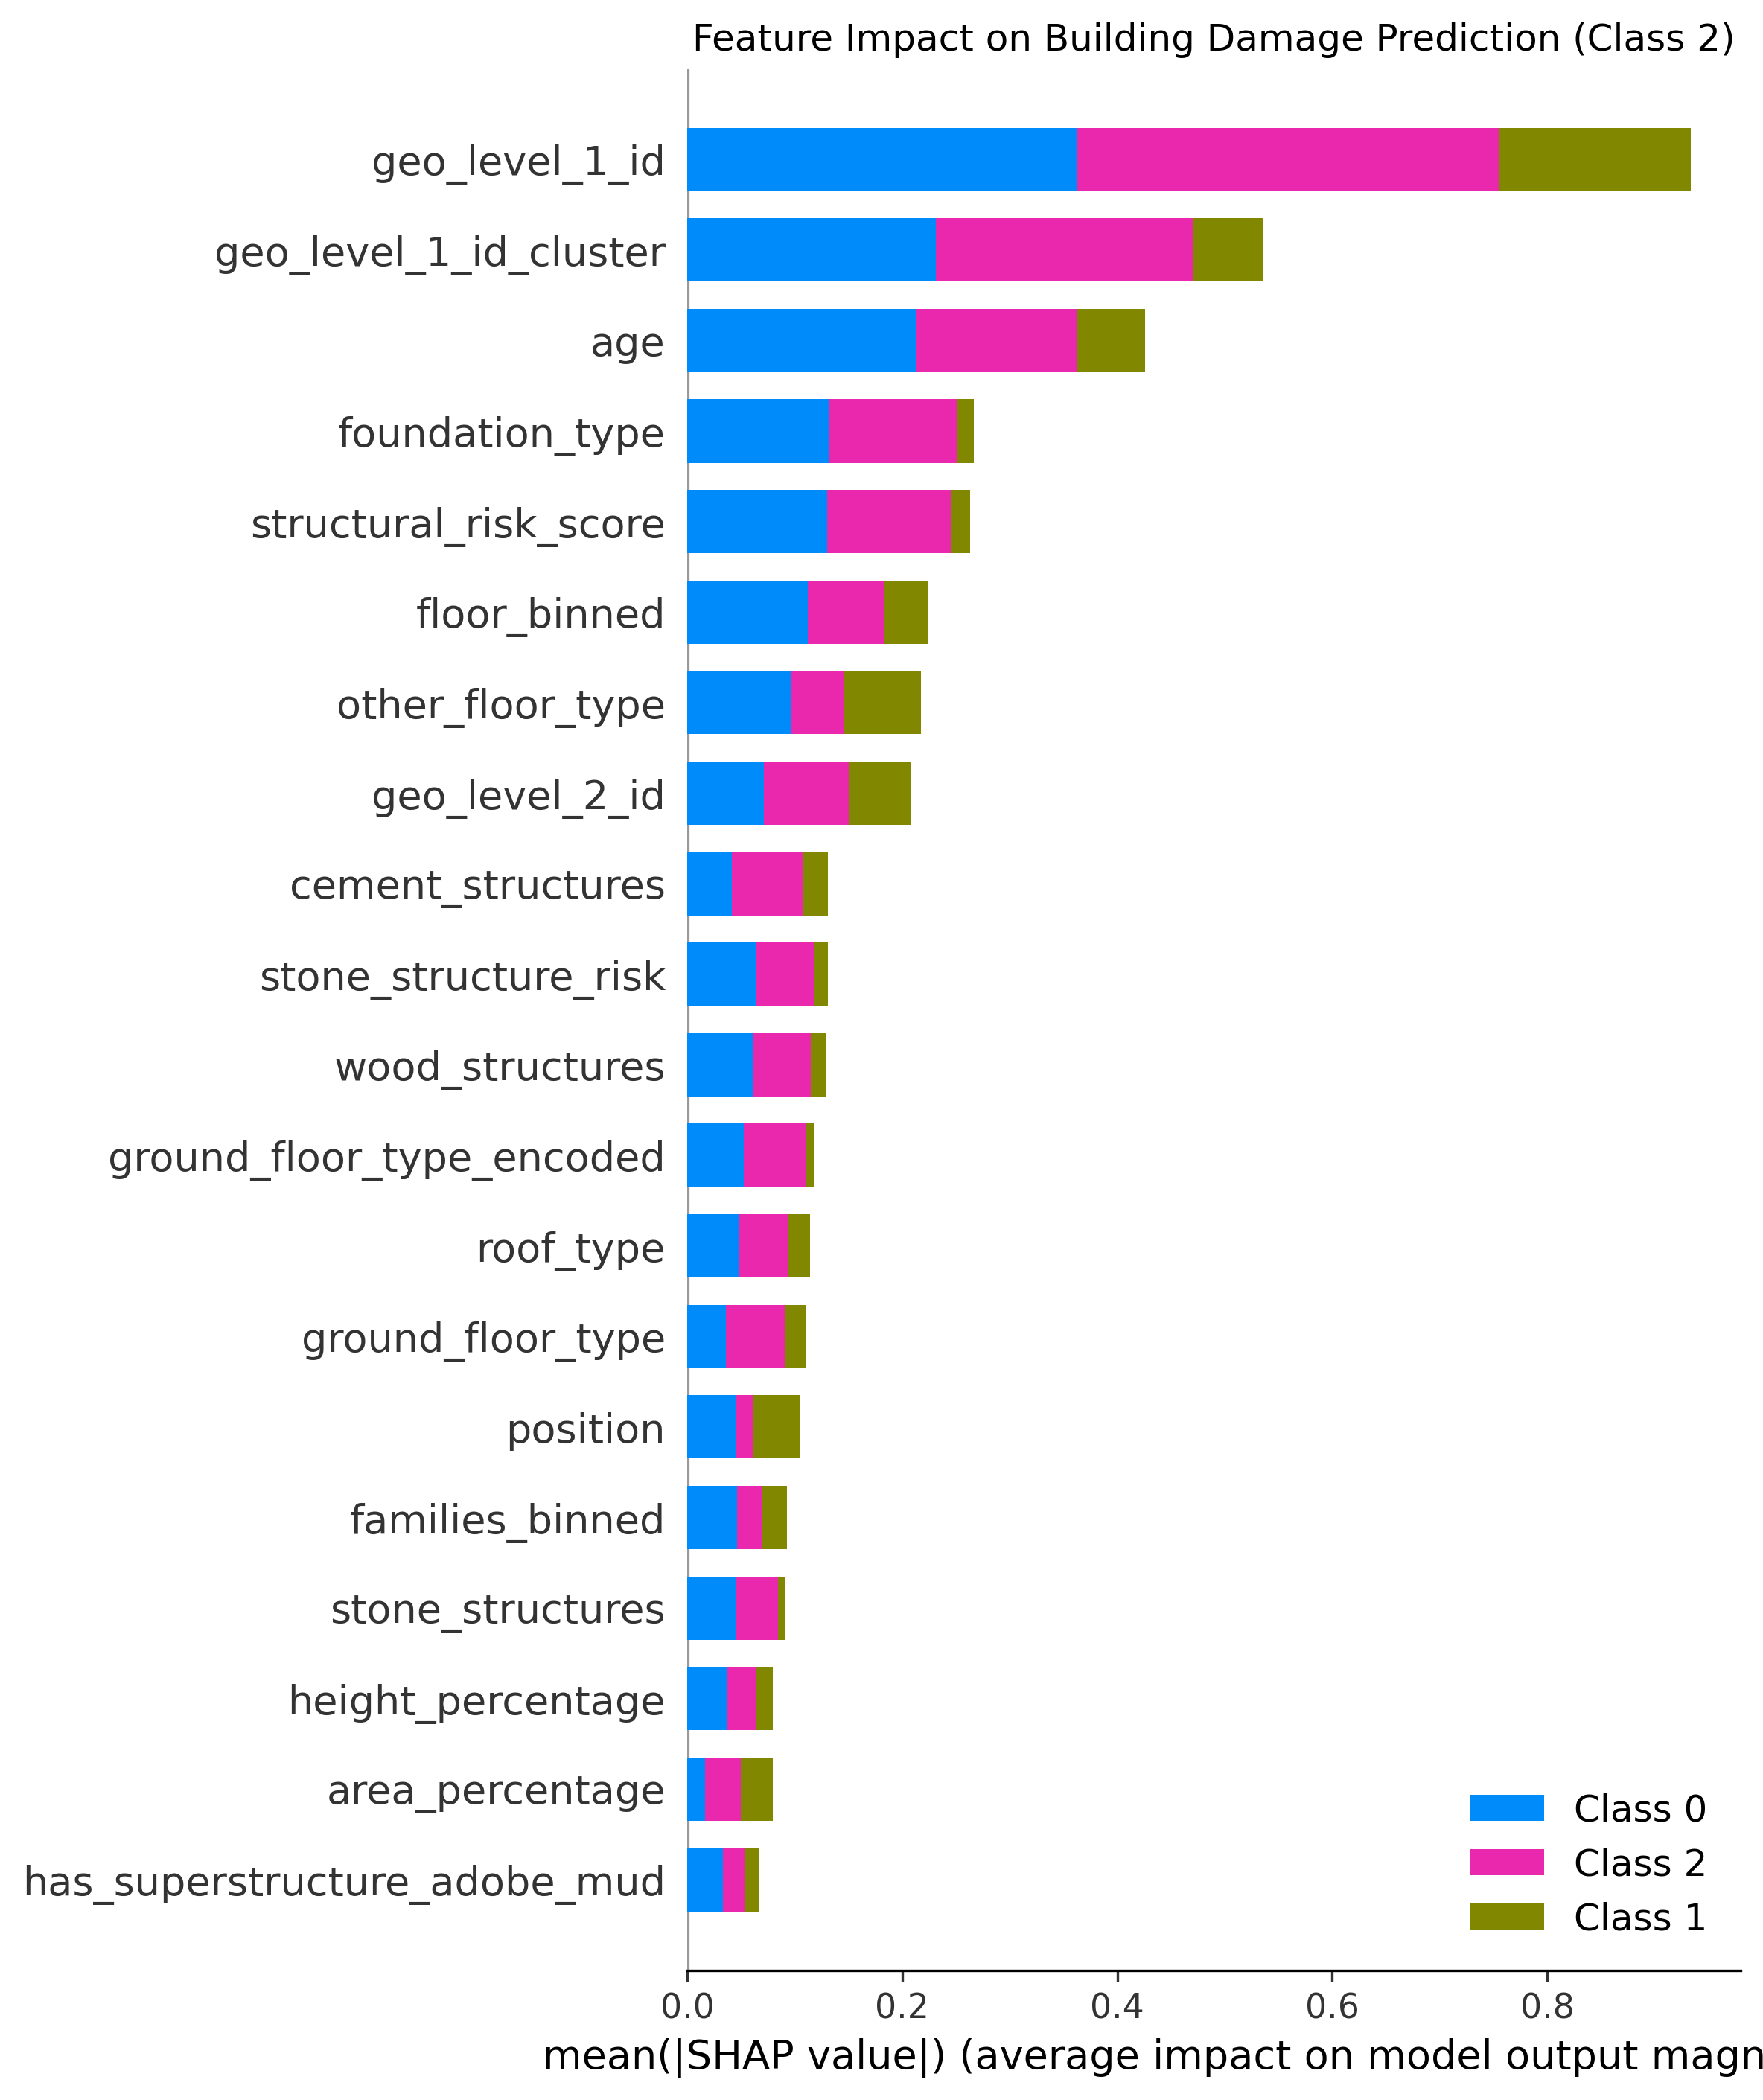 Feature Impact on Building Damage Prediction (Class 2)
geo_level_1_id
geo_level_1_id_cluster
age
foundation_type
structural_risk_score
floor_binned
other_floor_type
geo_level_2_id
cement_structures
stone_structure_risk
wood_structures
ground_floor_type_encoded
roof_type
ground_floor_type
position
families_binned
stone_structures
height_percentage
area_percentage
has_superstructure_adobe_mud
Class 0
Class 2
Class 1
0.0 0.2 0.4 0.6 0.8
mean(|SHAP value|) (average impact on model output magn